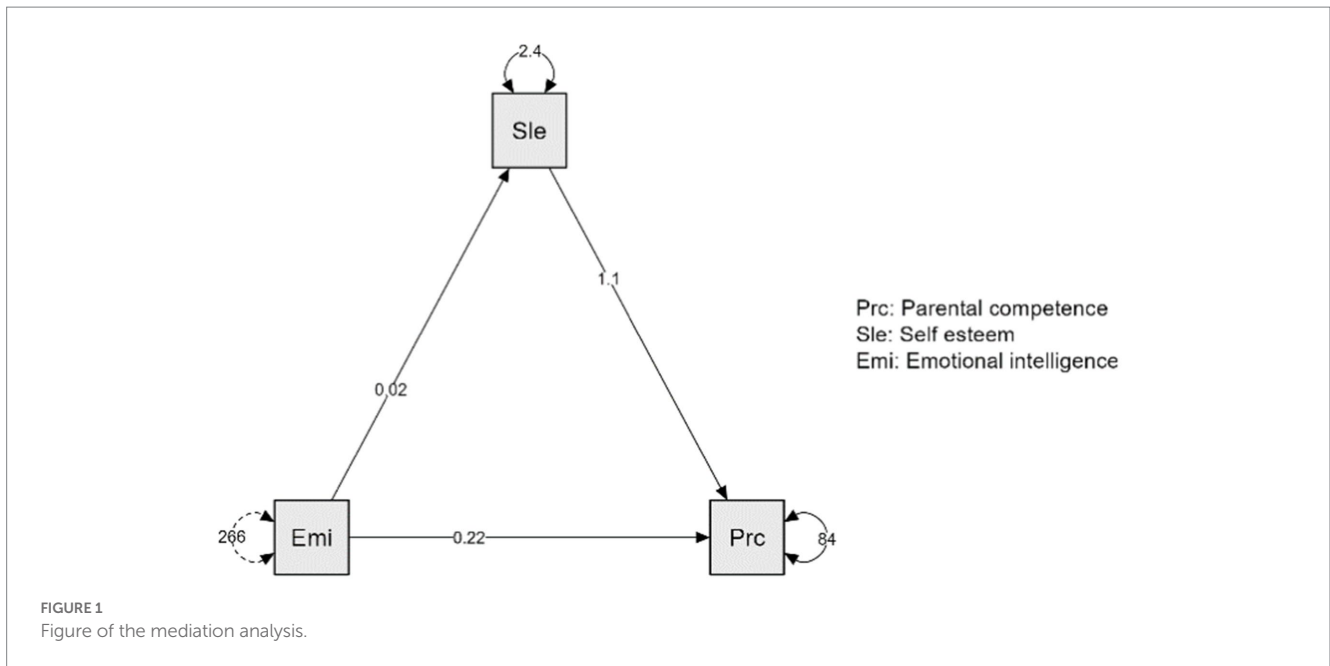 2.4
Sle
1.1
Prc: Parental competence
Sle: Self esteem
Emi: Emotional intelligence
0.02
266
Emi
0.22
Prc
84
FIGURE 1
Figure of the mediation analysis.